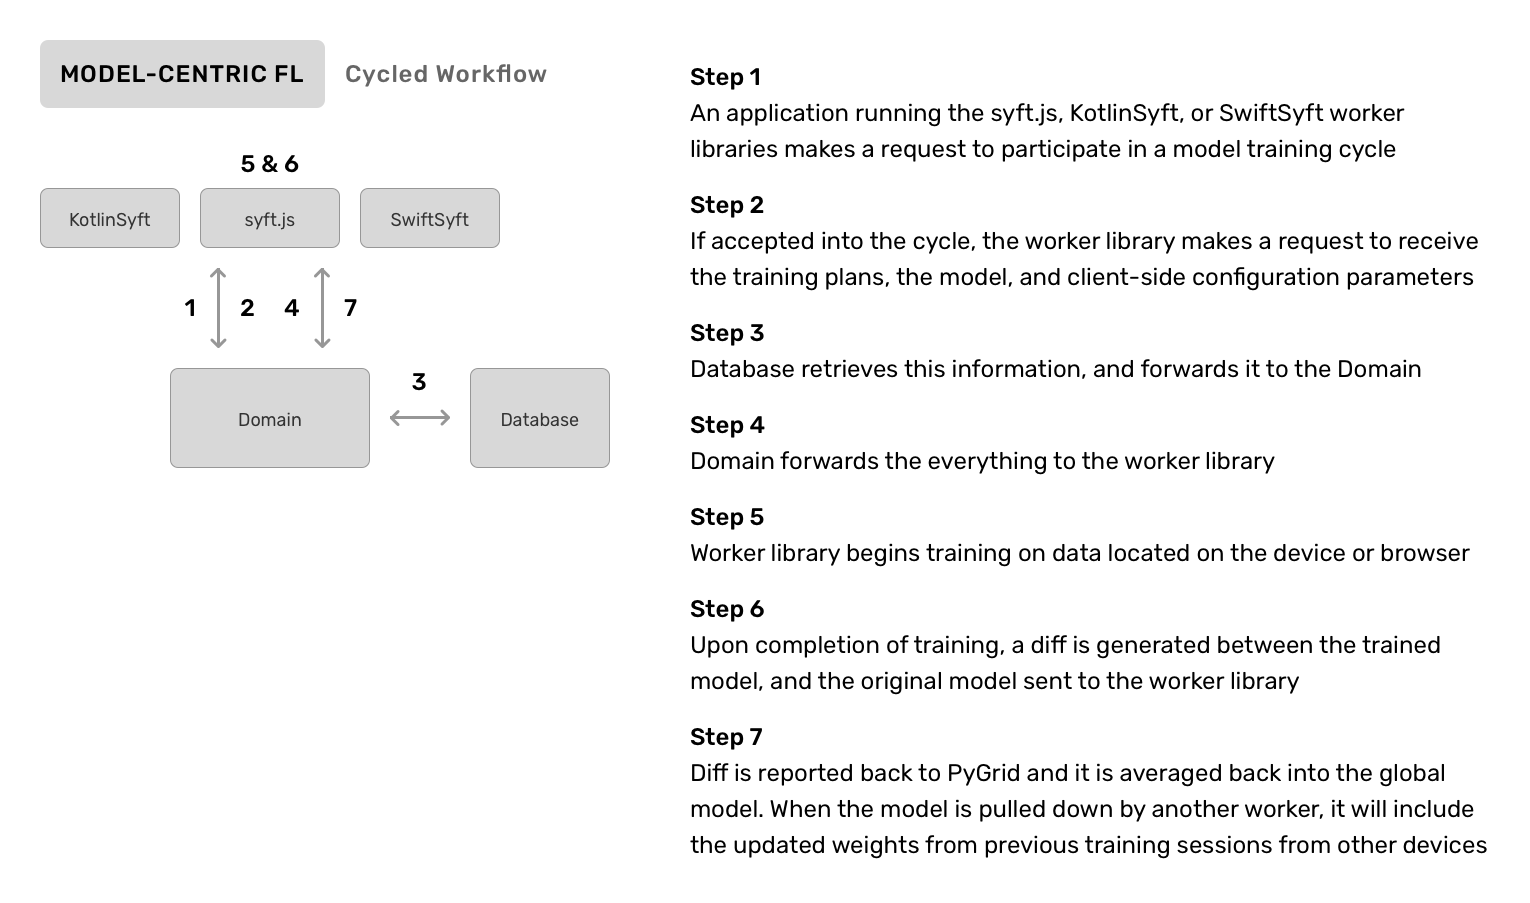 MODEL-CENTRIC FL
Cycled Workflow
5 & 6
KotlinSyft
syft.js
SwiftSyft
1
2
4
7
3
Domain
Database
Step 1
An application running the syft.js, KotlinSyft, or SwiftSyft worker
libraries makes a request to participate in a model training cycle
Step 2
If accepted into the cycle, the worker library makes a request to receive
the training plans, the model, and client-side configuration parameters
Step 3
Database retrieves this information, and forwards it to the Domain
Step 4
Domain forwards the everything to the worker library
Step 5
Worker library begins training on data located on the device or browser
Step 6
Upon completion of training, a diff is generated between the trained
model, and the original model sent to the worker library
Step 7
Diff is reported back to PyGrid and it is averaged back into the global
model. When the model is pulled down by another worker, it will include
the updated weights from previous training sessions from other devices